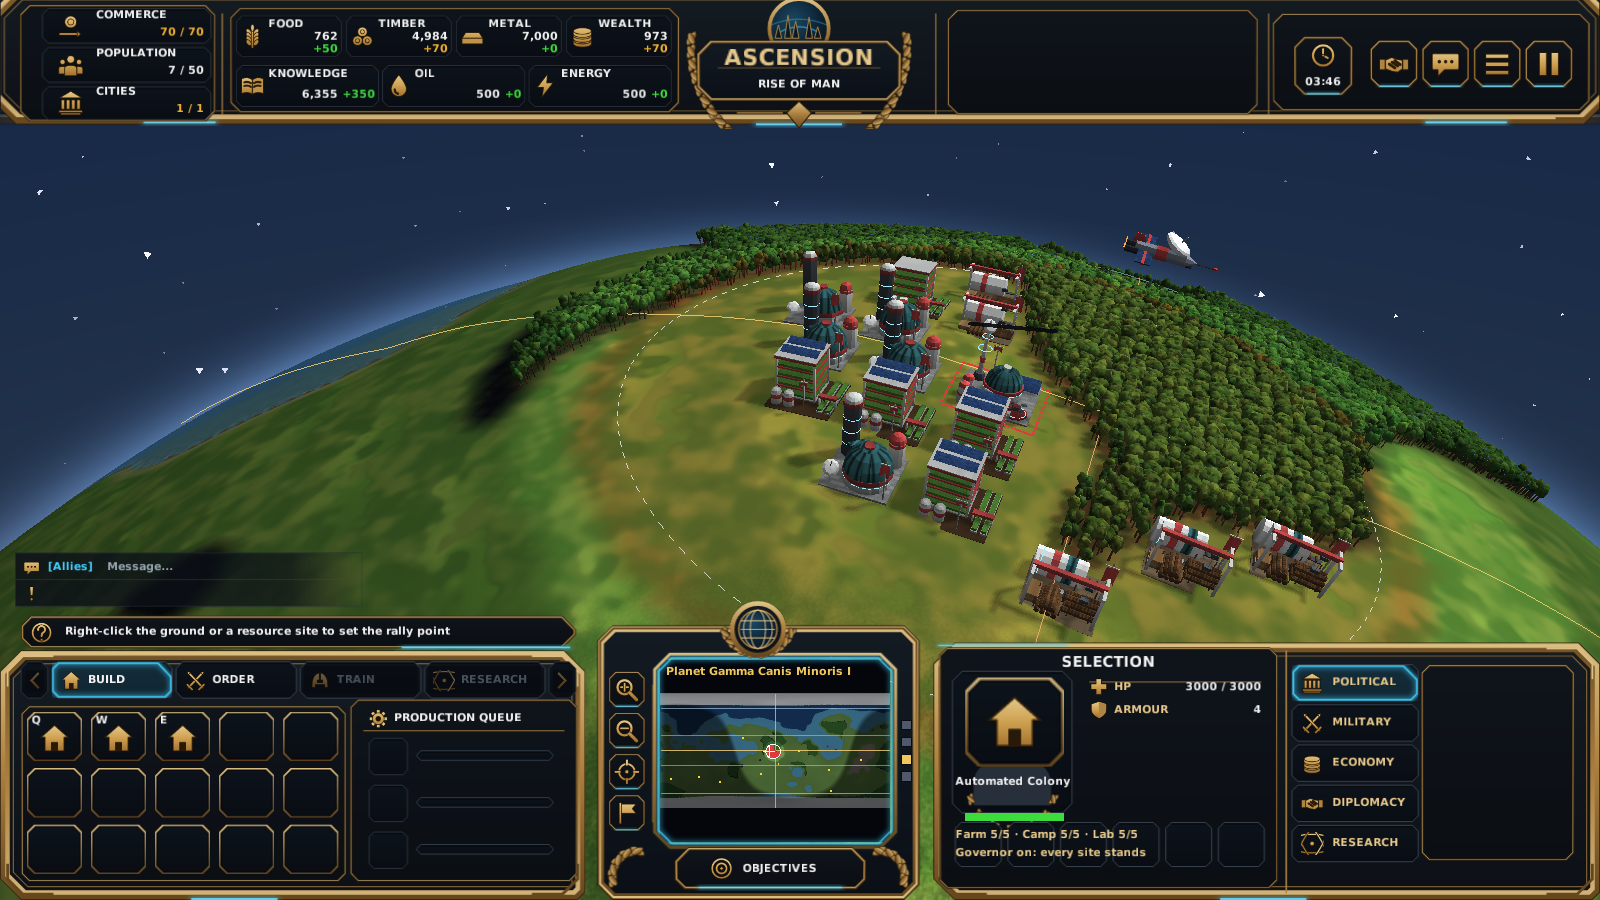 COMMERCE
70 / 70
POPULATION
7 / 50
CITIES
1 / 1
FOOD
762
+50
TIMBER
4,984
+70
METAL
7,000
+0
WEALTH
973
+70
KNOWLEDGE
6,355 +350
OIL
500 +0
ENERGY
500 +0
ASCENSION
RISE OF MAN
03:46
[Allies] Message...
!
Right-click the ground or a resource site to set the rally point
BUILD
ORDER
TRAIN
RESEARCH
Q
W
E
PRODUCTION QUEUE
Planet Gamma Canis Minoris I
OBJECTIVES
SELECTION
HP 3000 / 3000
ARMOUR 4
Automated Colony
Farm 5/5 · Camp 5/5 · Lab 5/5
Governor on: every site stands
POLITICAL
MILITARY
ECONOMY
DIPLOMACY
RESEARCH